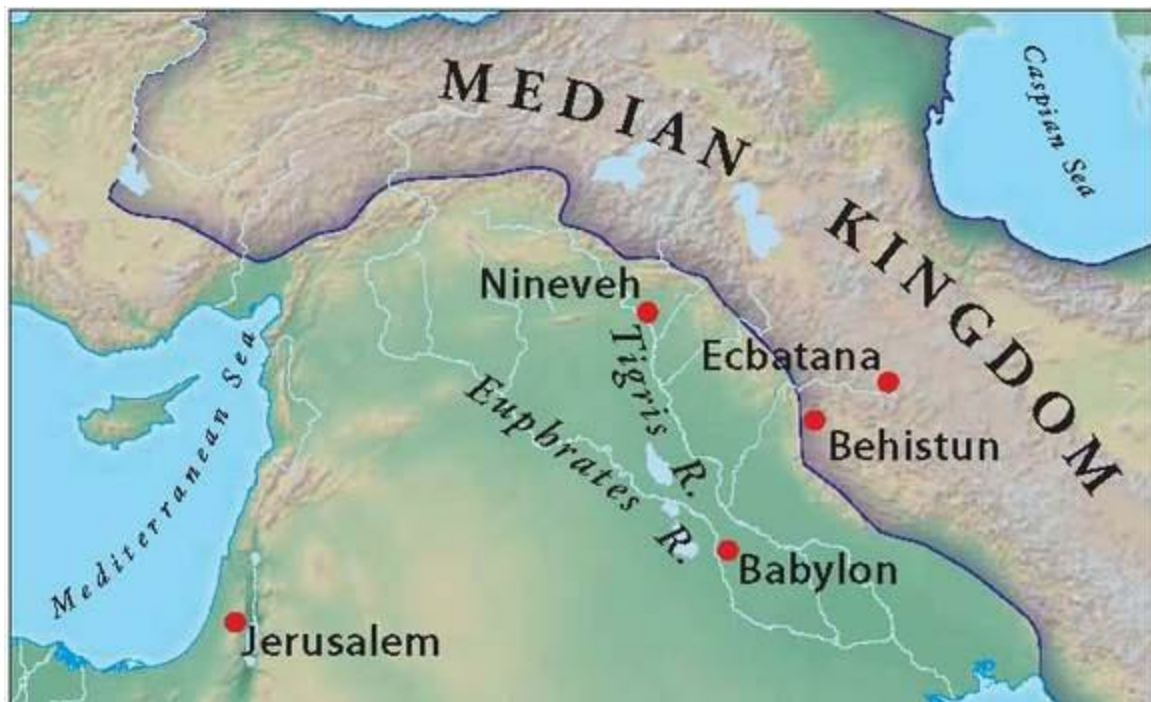 MEDIAN KINGDOM
Caspian Sea
Nineveh
Tigris R.
Ecbatana
Behistun
Euphrates R.
Mediterranean Sea
Babylon
Jerusalem